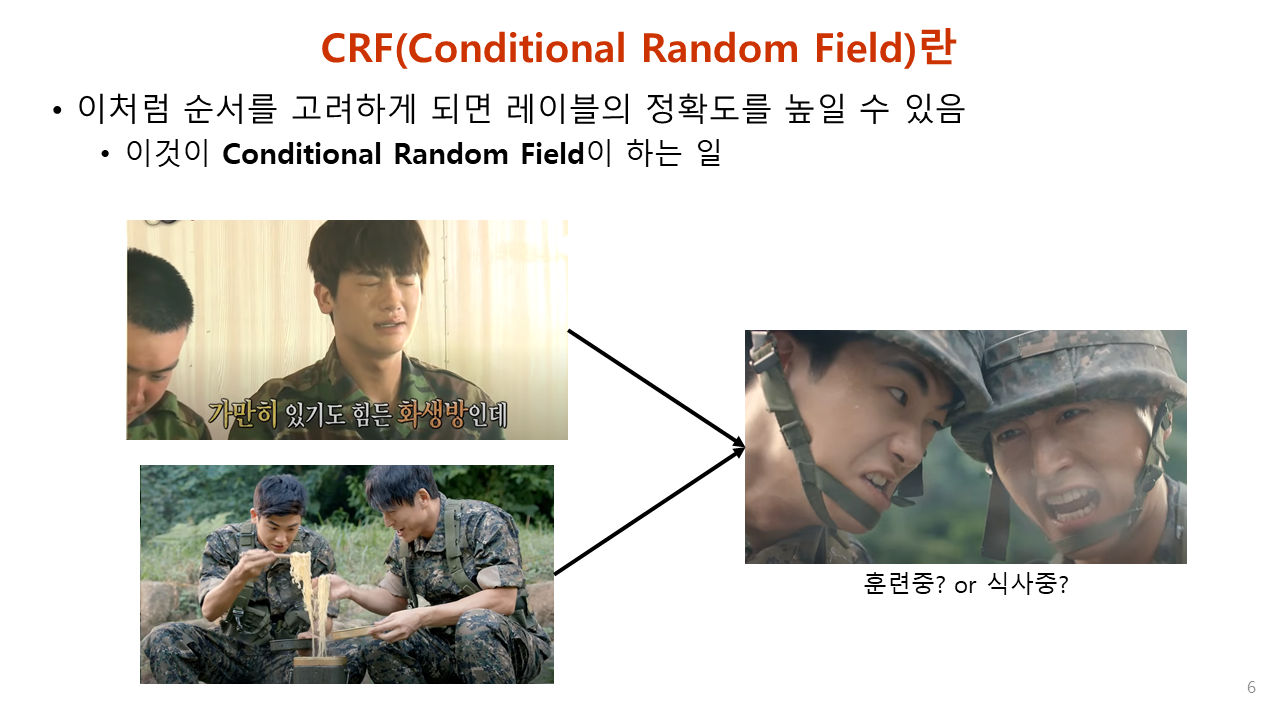 CRF(Conditional Random Field)란
• 이처럼 순서를 고려하게 되면 레이블의 정확도를 높일 수 있음
• 이것이 Conditional Random Field이 하는 일
가만히 있기도 힘든 화생방인데
훈련중? or 식사중?
6